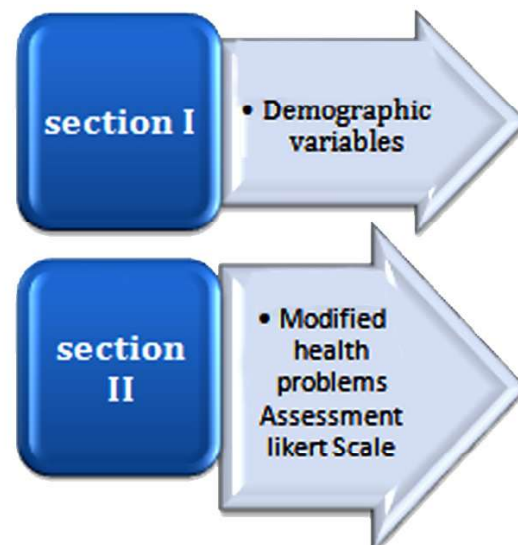 section I
• Demographic
variables
section
II
• Modified
health
problems
Assessment
likert Scale